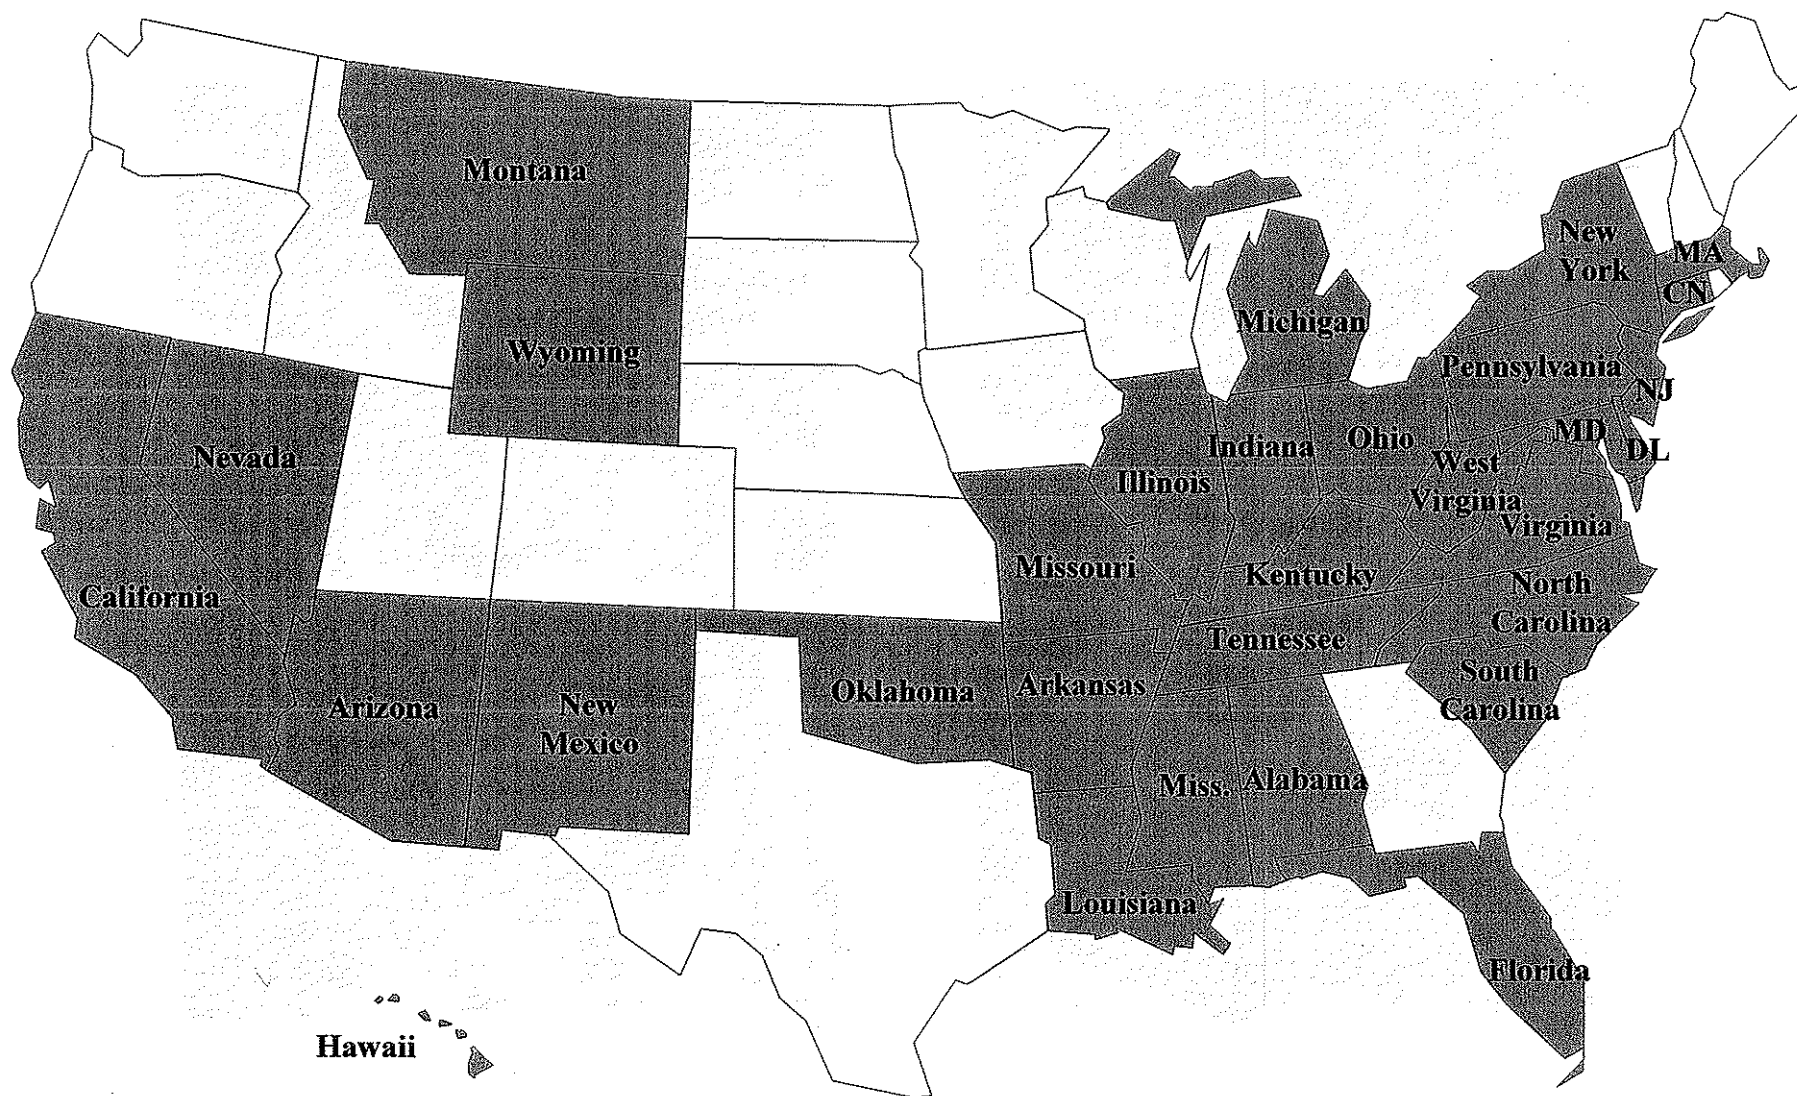 Montana
New
York
MA
CN
Michigan
Wyoming
Pennsylvania
NJ
Nevada
Indiana
Ohio
MD
DL
West
Virginia
Illinois
Virginia
Missouri
Kentucky
North
Carolina
California
Tennessee
South
Carolina
Oklahoma
Arkansas
Arizona
New
Mexico
Miss.
Alabama
Louisiana
Florida
Hawaii